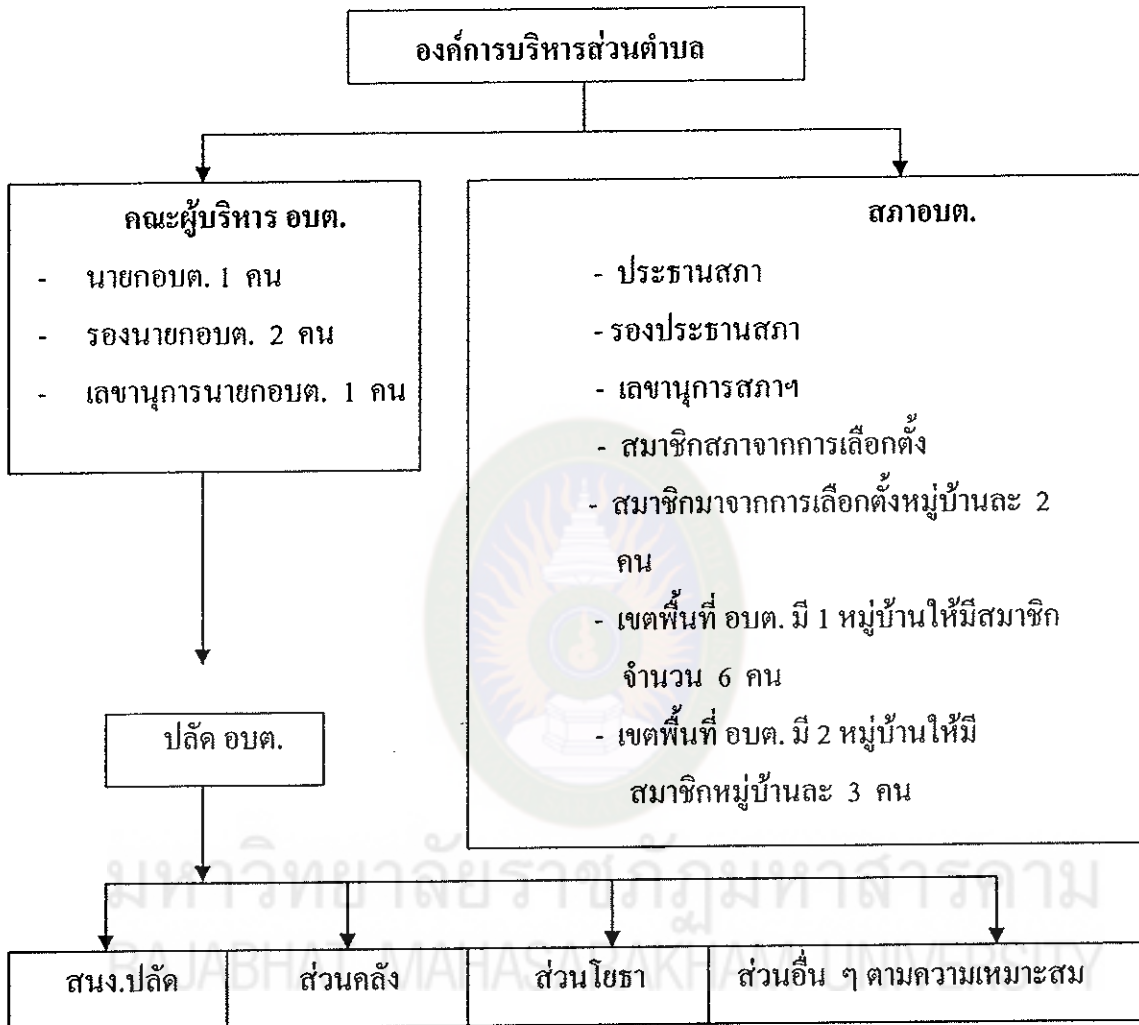 องค์การบริหารส่วนตำบล
คณะผู้บริหาร อบต.
- นายกอบต. 1 คน
- รองนายกอบต. 2 คน
- เลขานุการนายกอบต. 1 คน
สภาอบต.
- ประธานสภา
- รองประธานสภา
- เลขานุการสภาฯ
- สมาชิกสภาจากการเลือกตั้ง
- สมาชิกมาจากการเลือกตั้งหมู่บ้านละ 2
คน
- เขตพื้นที่ อบต. มี 1 หมู่บ้านให้มีสมาชิก
จำนวน 6 คน
- เขตพื้นที่ อบต. มี 2 หมู่บ้านให้มี
สมาชิกหมู่บ้านละ 3 คน
ปลัด อบต.
มหาวิทยาลัยราชภัฏมหาสารคาม
RAJABHAT MAHASARAKHAM UNIVERSITY
สนง.ปลัด
ส่วนคลัง
ส่วนโยธา
ส่วนอื่น ๆ ตามความเหมาะสม